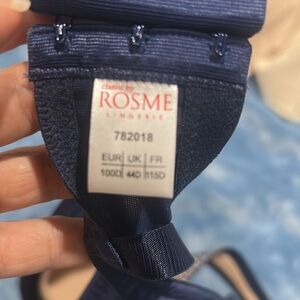 classic by
ROSME
LINGERIE
782018
EUR UK FR
100D 44D 115D